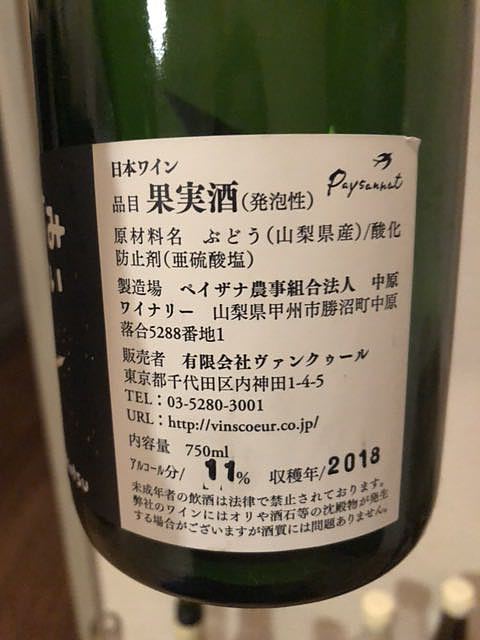 日本ワイン
Paysannat
品目 果実酒(発泡性)
原材料名 ぶどう(山梨県産)/酸化
防止剤(亜硫酸塩)
製造場 ペイザナ農事組合法人 中原
ワイナリー 山梨県甲州市勝沼町中原
落合5288番地1
販売者 有限会社ヴァンクゥール
東京都千代田区内神田1-4-5
TEL：03-5280-3001
URL：http://vinscoeur.co.jp/
内容量 750ml
アルコール分/ 11% 収穫年/2018
未成年者の飲酒は法律で禁止されております。
弊社のワインにはオリや酒石等の沈殿物が発生
する場合がございますが酒質には問題ありません。